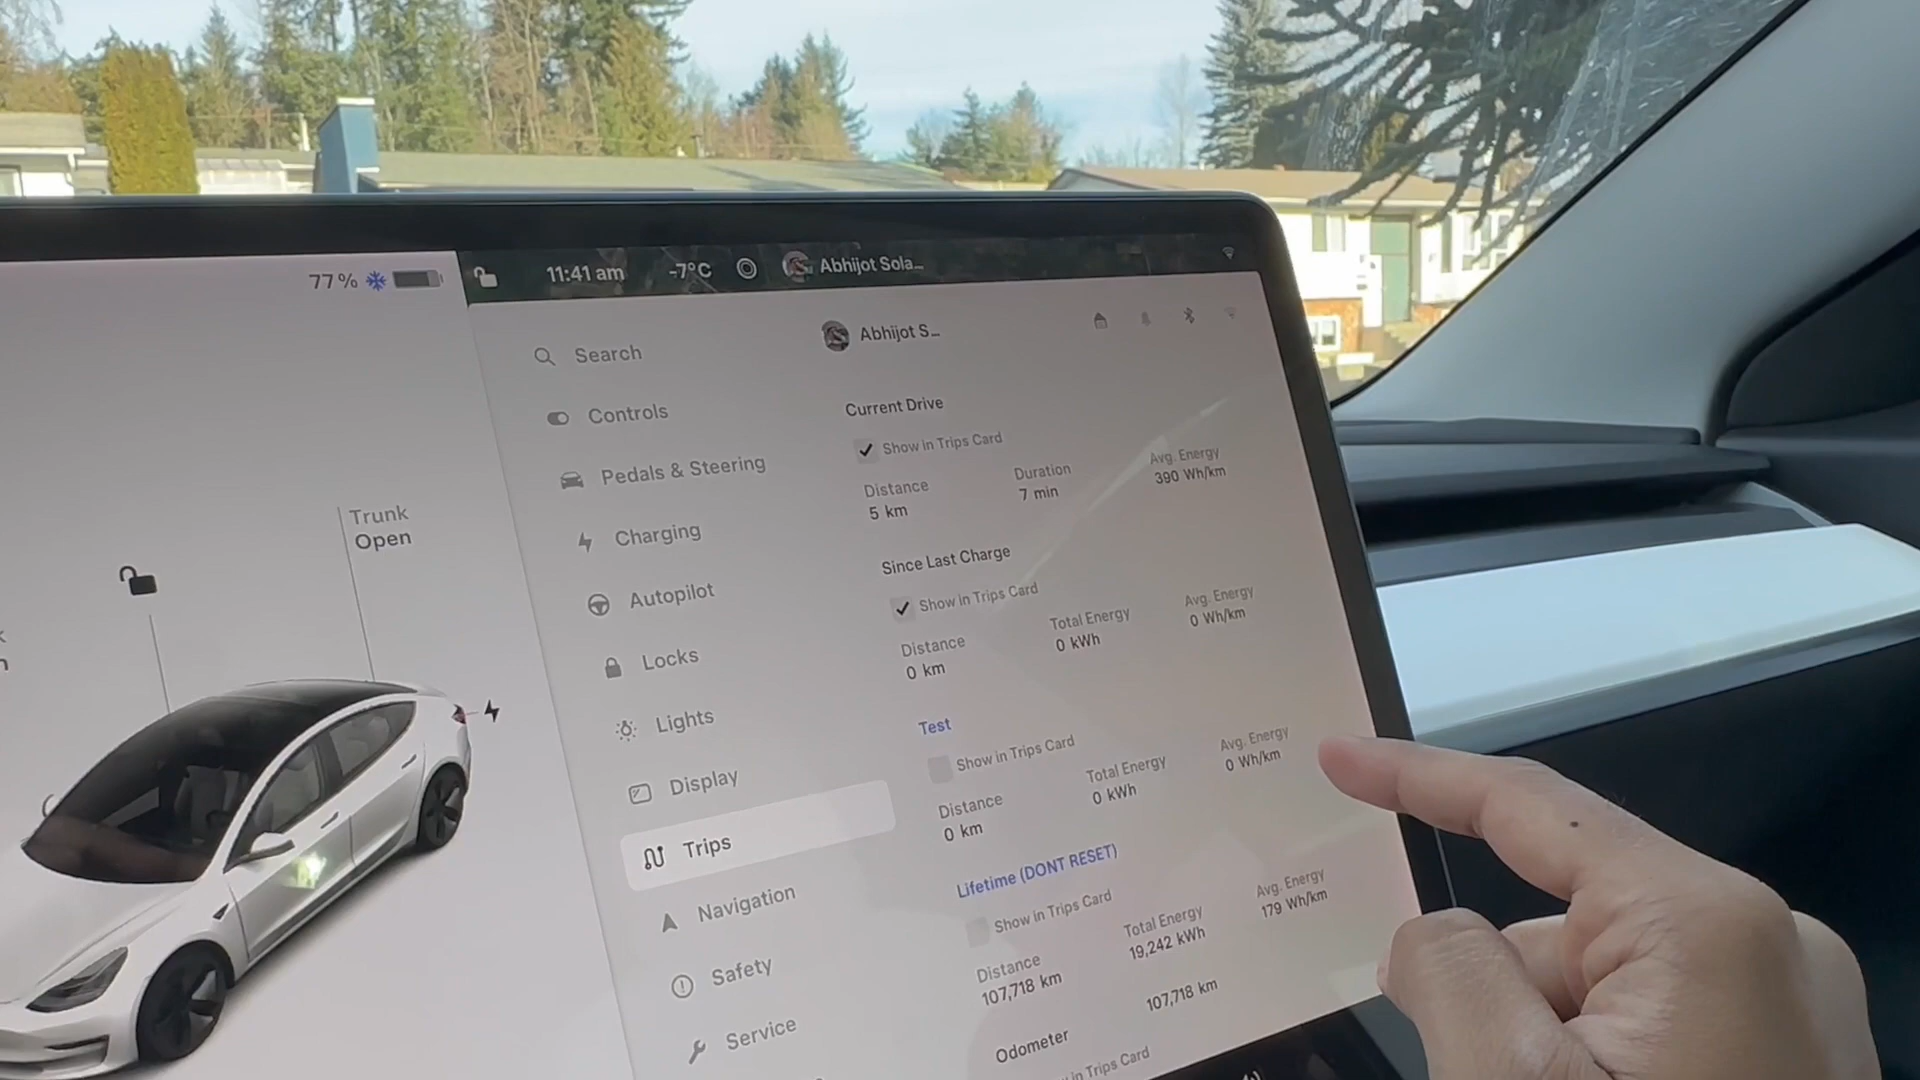 77 %
11:41 am
-7°C
Abhijot Sola...
Search
Controls
Pedals & Steering
Charging
Autopilot
Locks
Lights
Display
Trips
Navigation
Safety
Service
Trunk
Open
Abhijot S...
Current Drive
Show in Trips Card
Distance
5 km
Duration
7 min
Avg. Energy
390 Wh/km
Since Last Charge
Show in Trips Card
Distance
0 km
Total Energy
0 kWh
Avg. Energy
0 Wh/km
Test
Show in Trips Card
Distance
0 km
Total Energy
0 kWh
Avg. Energy
0 Wh/km
Lifetime (DONT RESET)
Show in Trips Card
Distance
107,718 km
Total Energy
19,242 kWh
Avg. Energy
179 Wh/km
Odometer
107,718 km
in Trips Card